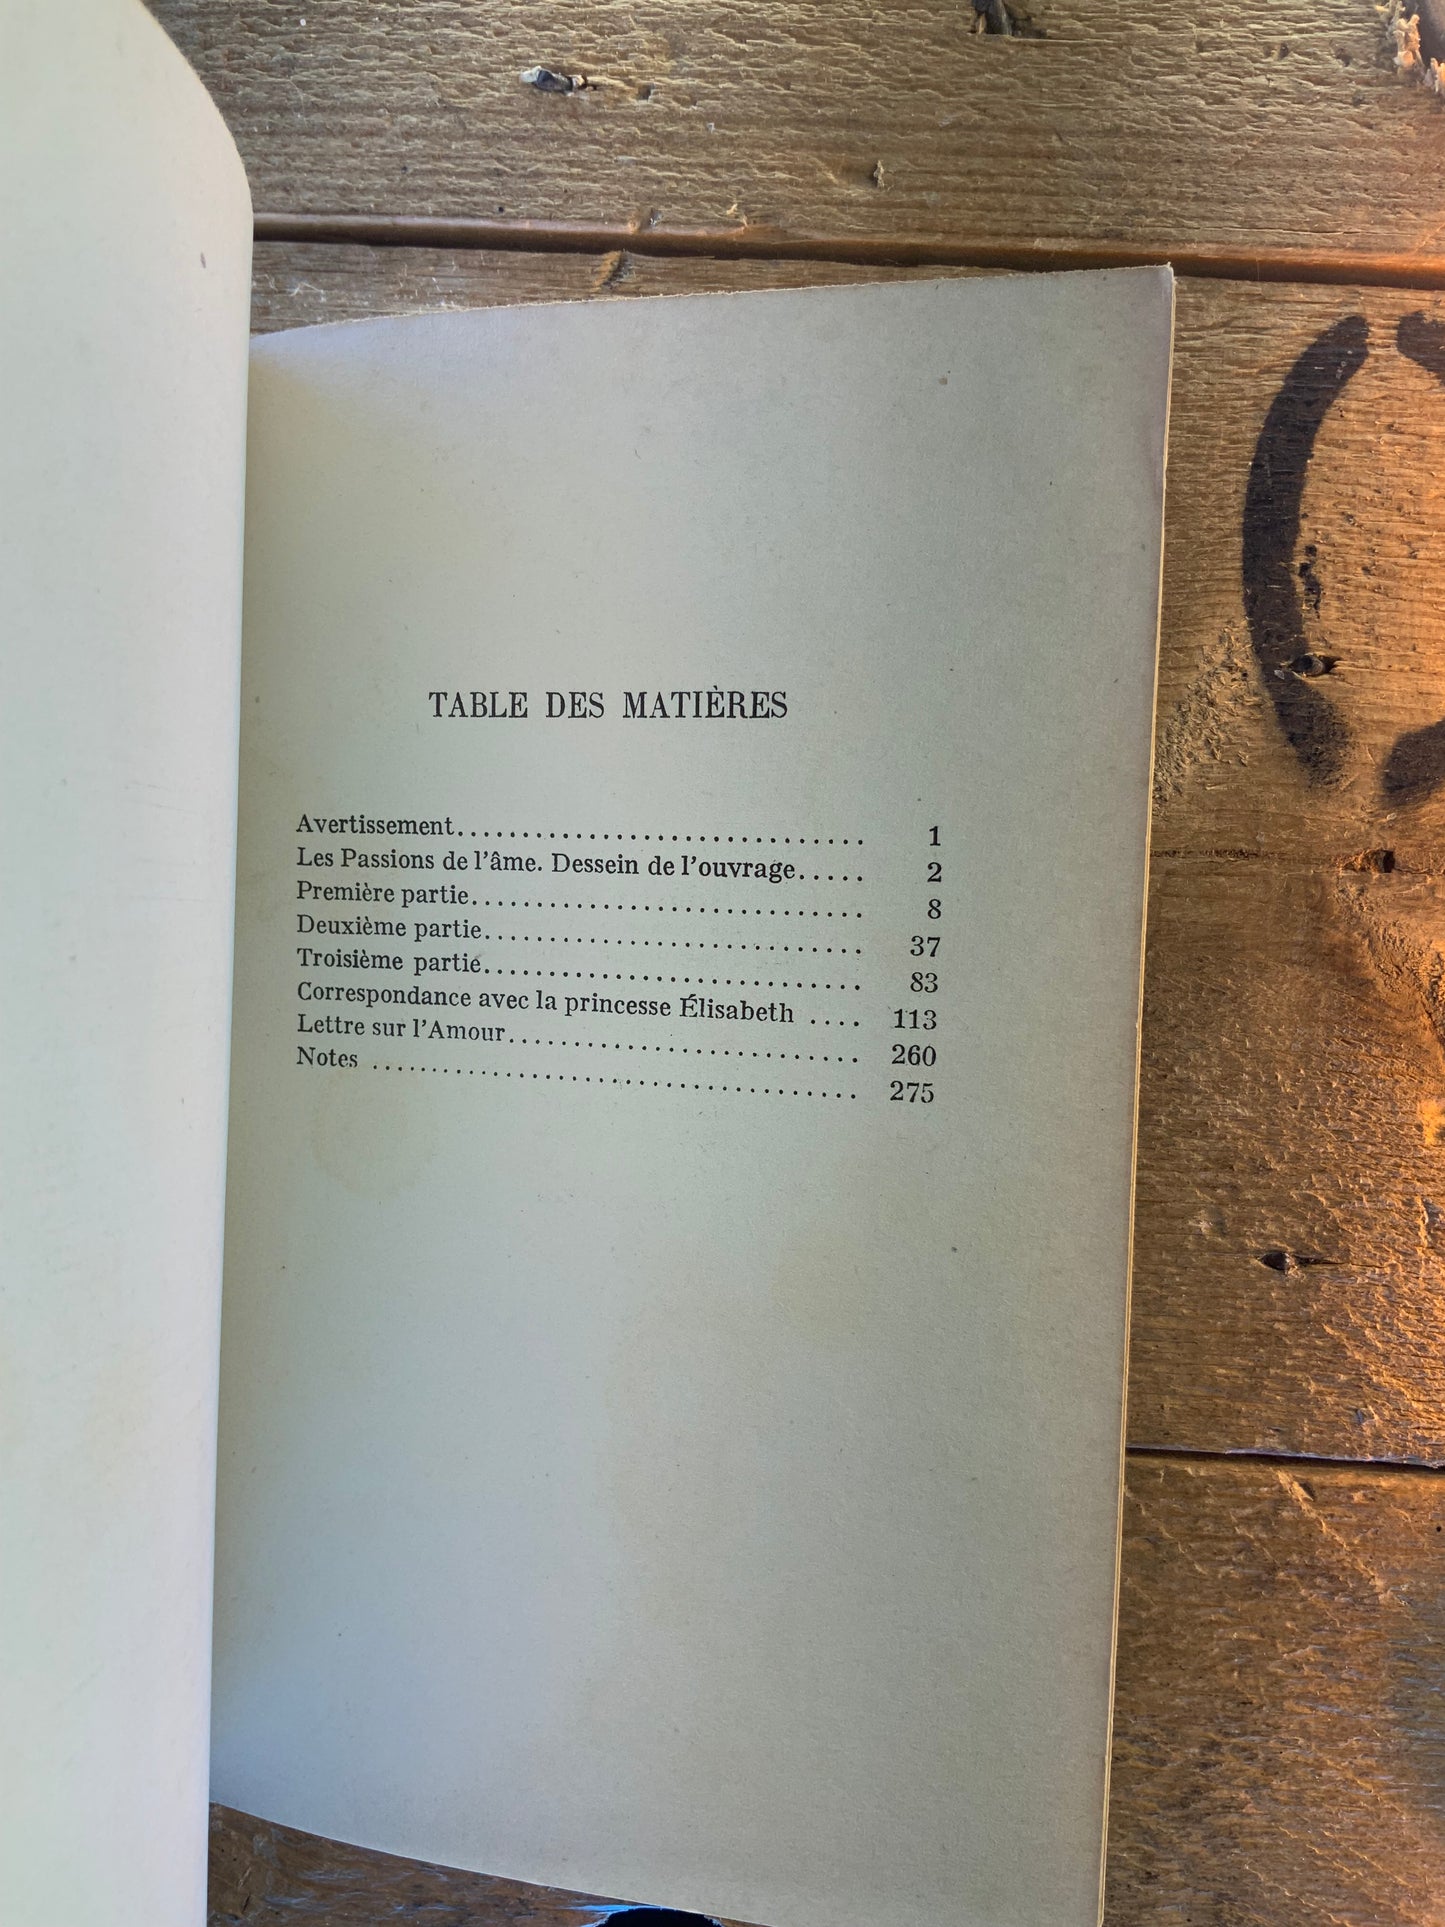 TABLE DES MATIÈRES
Avertissement.............................. 1
Les Passions de l'âme. Dessein de l'ouvrage..... 2
Première partie.............................. 8
Deuxième partie............................. 37
Troisième partie............................. 83
Correspondance avec la princesse Élisabeth .... 113
Lettre sur l'Amour........................... 260
Notes ...................................... 275